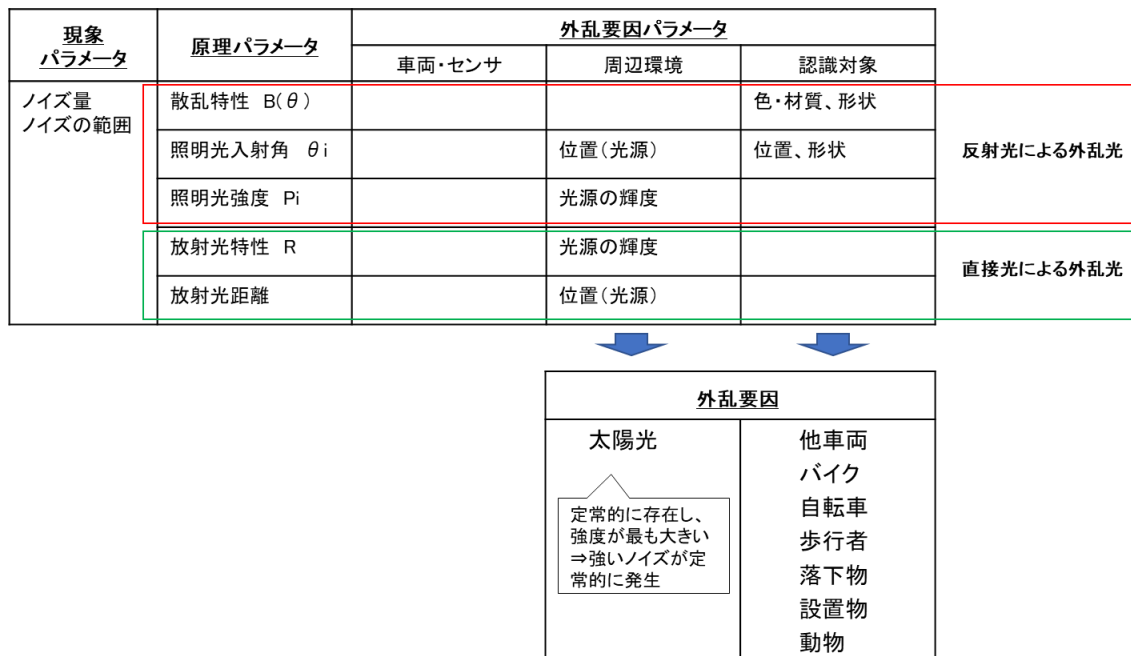 現象
パラメータ
原理パラメータ
外乱要因パラメータ
車両・センサ
周辺環境
認識対象
ノイズ量
ノイズの範囲
散乱特性 B(θ)
色・材質、形状
照明光入射角 θi
位置(光源)
位置、形状
照明光強度 Pi
光源の輝度
反射光による外乱光
放射光特性 R
光源の輝度
放射光距離
位置(光源)
直接光による外乱光
外乱要因
太陽光
定常的に存在し、
強度が最も大きい
⇒強いノイズが定
常的に発生
他車両
バイク
自転車
歩行者
落下物
設置物
動物